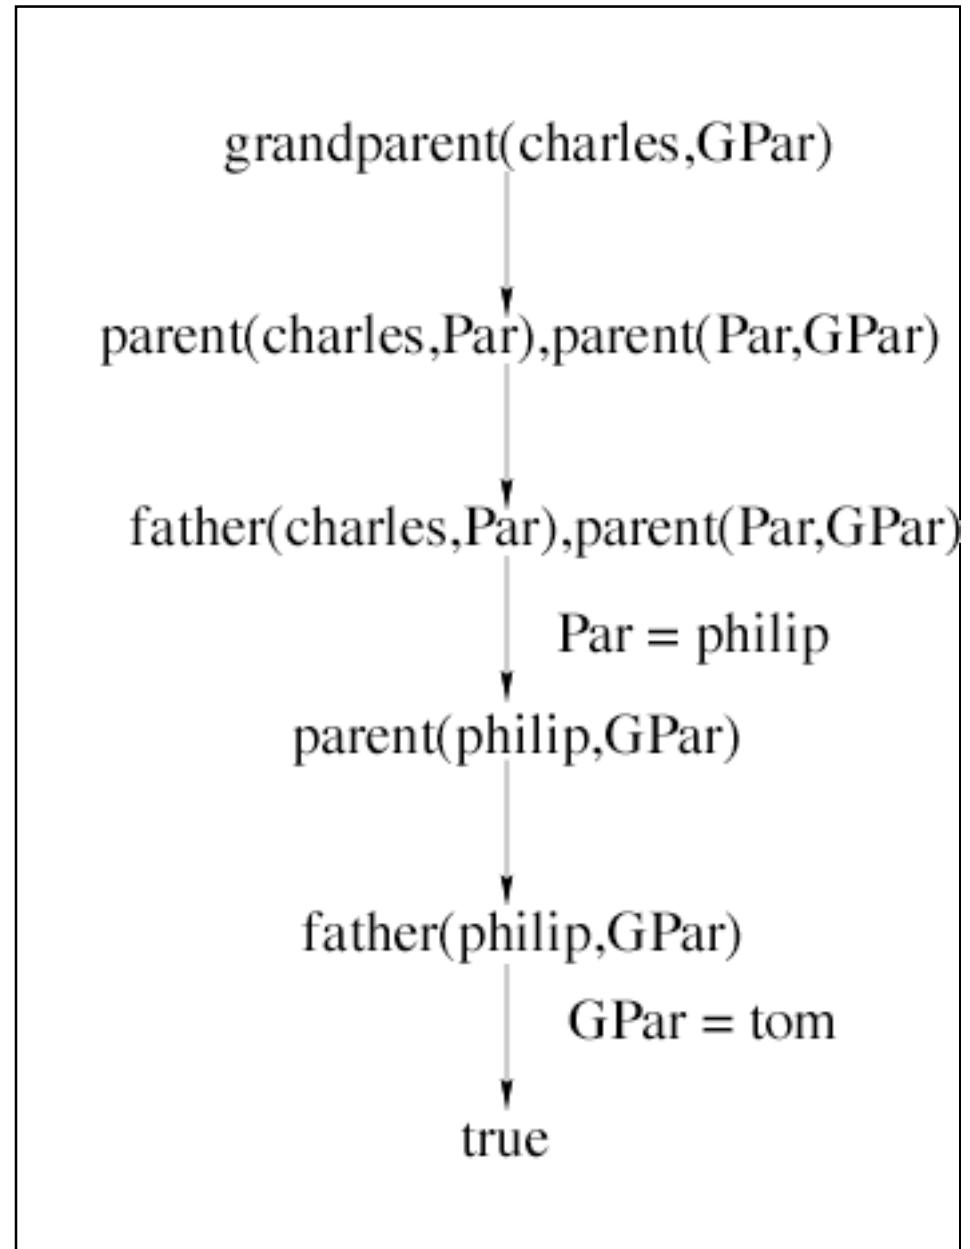 grandparent(charles,GPar)
parent(charles,Par),parent(Par,GPar)
father(charles,Par),parent(Par,GPar)
Par = philip
parent(philip,GPar)
father(philip,GPar)
GPar = tom
true